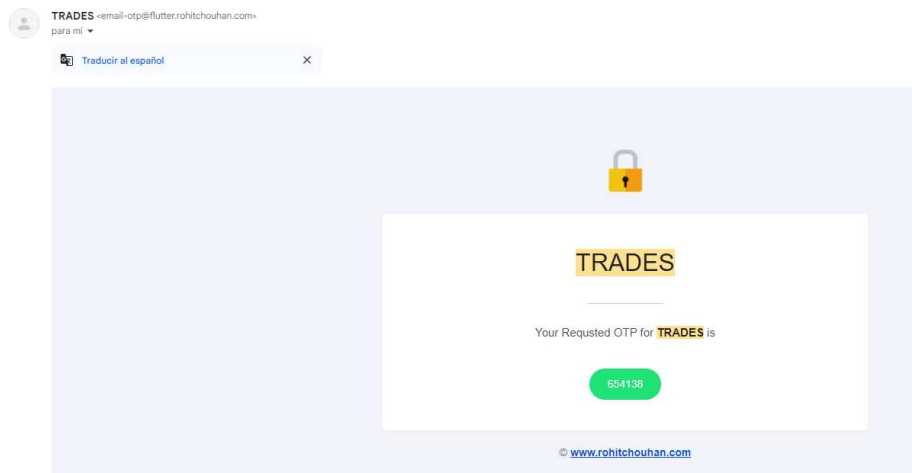 TRADES <email-otp@flutter.rohitchouhan.com>
para mí
Traducir al español
TRADES
Your Requsted OTP for TRADES is
654138
© www.rohitchouhan.com